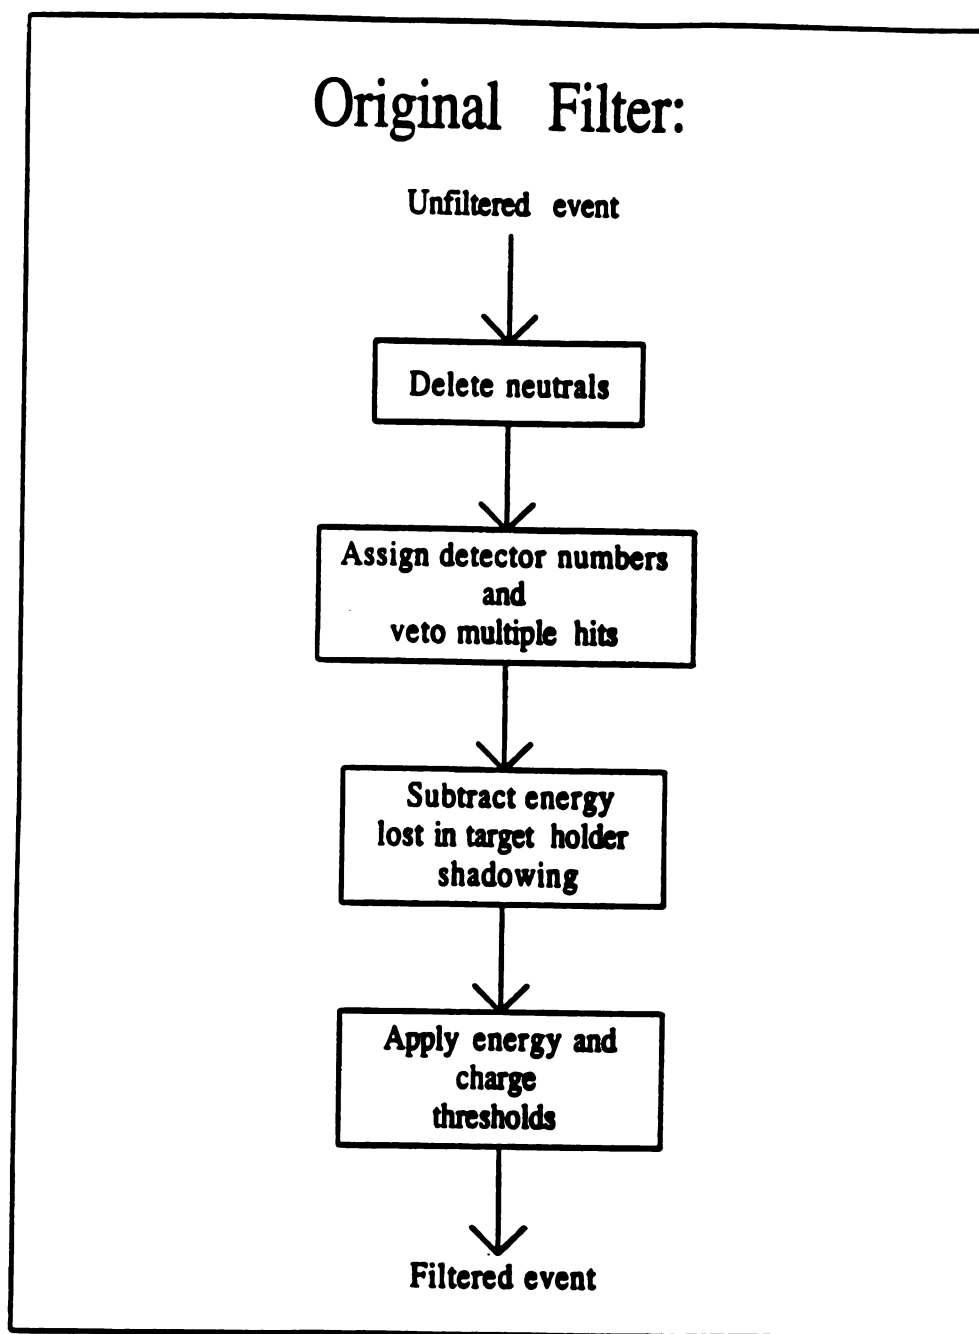 Original Filter:
Unfiltered event
Delete neutrals
Assign detector numbers
and
veto multiple hits
Subtract energy
lost in target holder
shadowing
Apply energy and
charge
thresholds
Filtered event